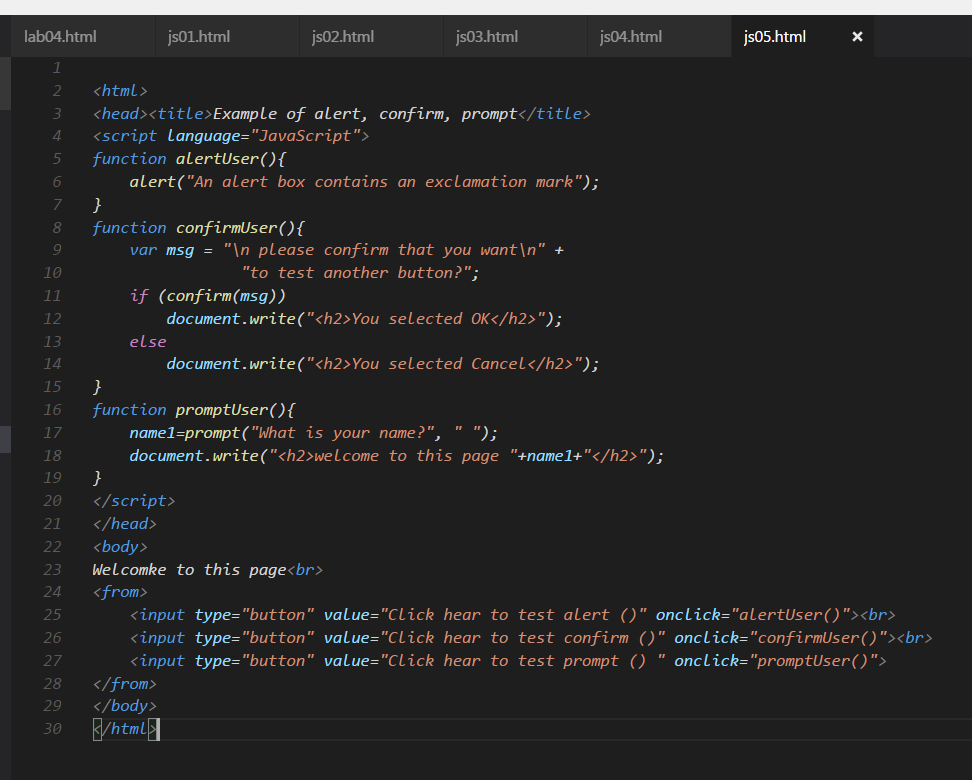 lab04.html js01.html js02.html js03.html js04.html js05.html ×
1
2 <html>
3 <head><title>Example of alert, confirm, prompt</title>
4 <script language="JavaScript">
5 function alertUser(){
6     alert("An alert box contains an exclamation mark");
7 }
8 function confirmUser(){
9     var msg = "\n please confirm that you want\n" +
10                 "to test another button?";
11     if (confirm(msg))
12         document.write("<h2>You selected OK</h2>");
13     else
14         document.write("<h2>You selected Cancel</h2>");
15 }
16 function promptUser(){
17     name1=prompt("What is your name?", " ");
18     document.write("<h2>welcome to this page "+name1+"</h2>");
19 }
20 </script>
21 </head>
22 <body>
23 Welcomke to this page<br>
24 <from>
25     <input type="button" value="Click hear to test alert ()" onclick="alertUser()"><br>
26     <input type="button" value="Click hear to test confirm ()" onclick="confirmUser()"><br>
27     <input type="button" value="Click hear to test prompt () " onclick="promptUser()">
28 </from>
29 </body>
30 </html>